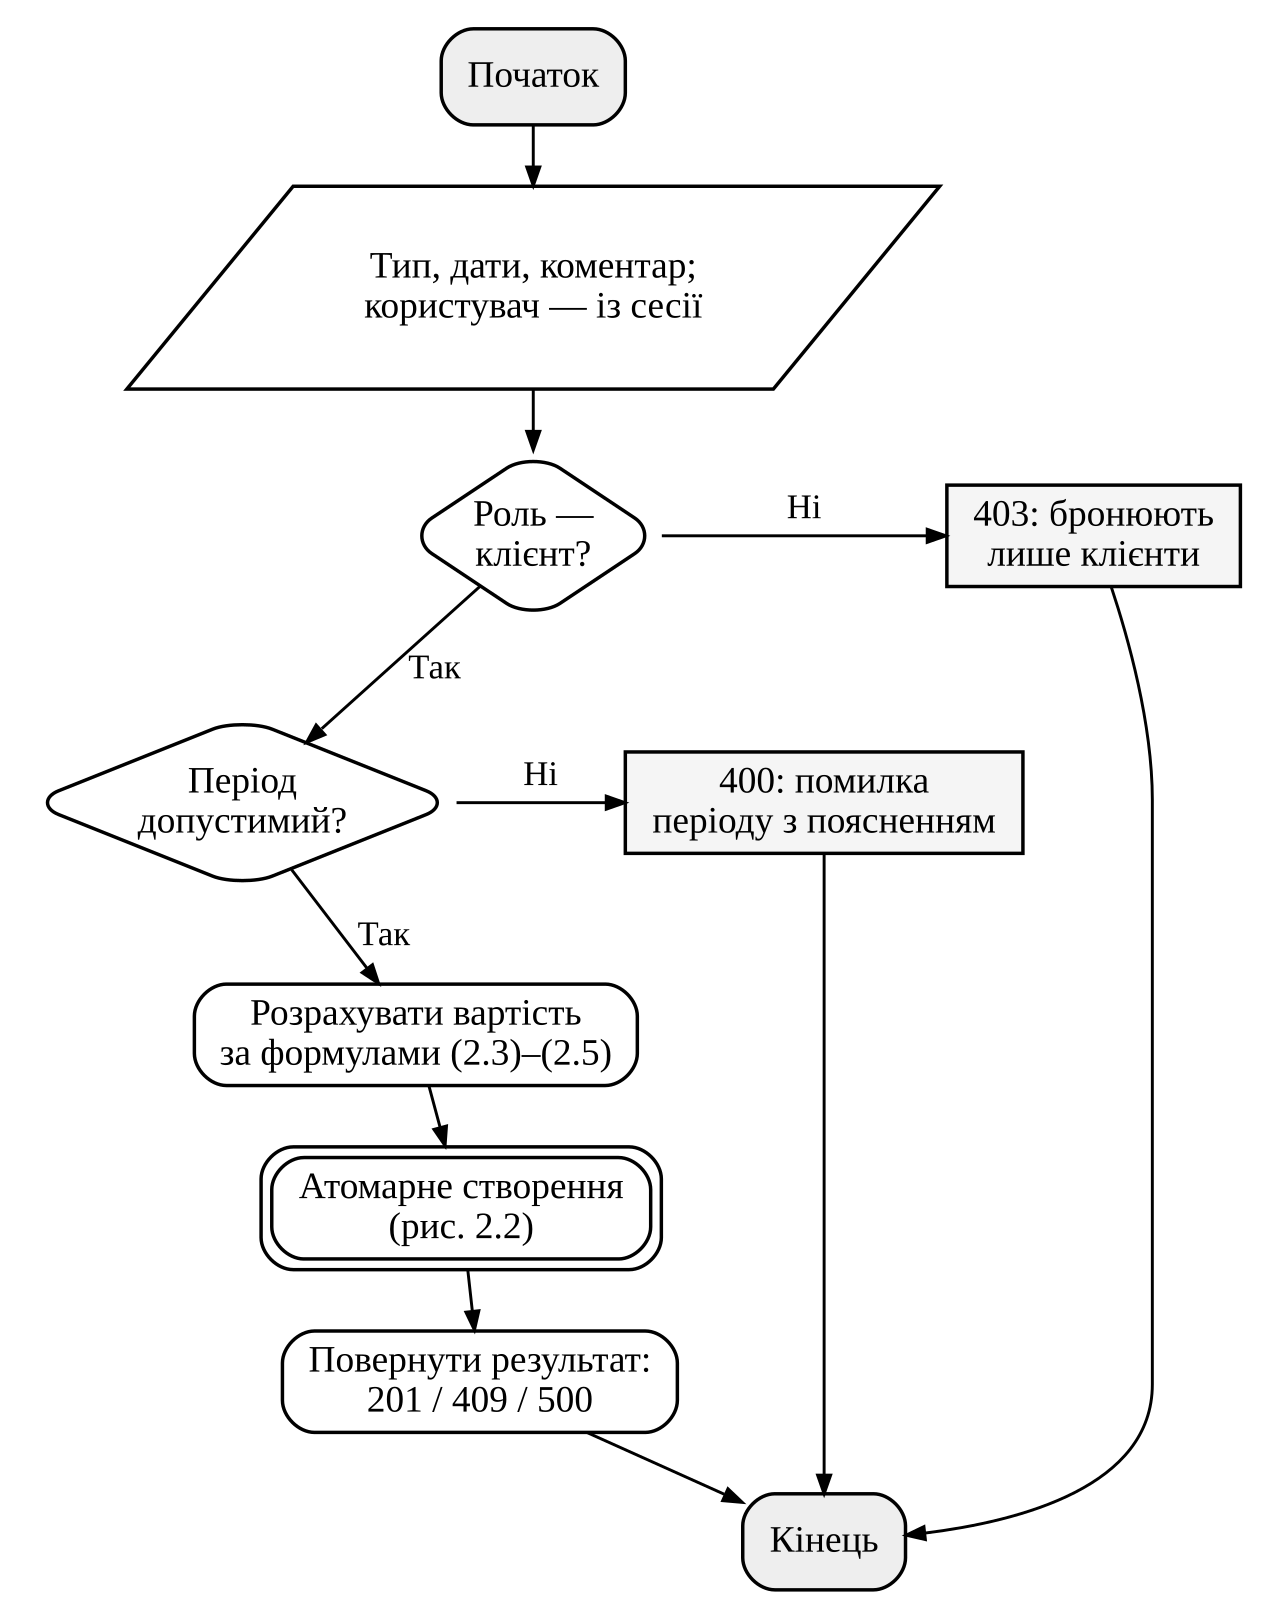 Початок
Тип, дати, коментар;
користувач — із сесії
Роль —
клієнт?
Ні
403: бронюють
лише клієнти
Так
Період
допустимий?
Ні
400: помилка
періоду з поясненням
Так
Розрахувати вартість
за формулами (2.3)–(2.5)
Атомарне створення
(рис. 2.2)
Повернути результат:
201 / 409 / 500
Кінець